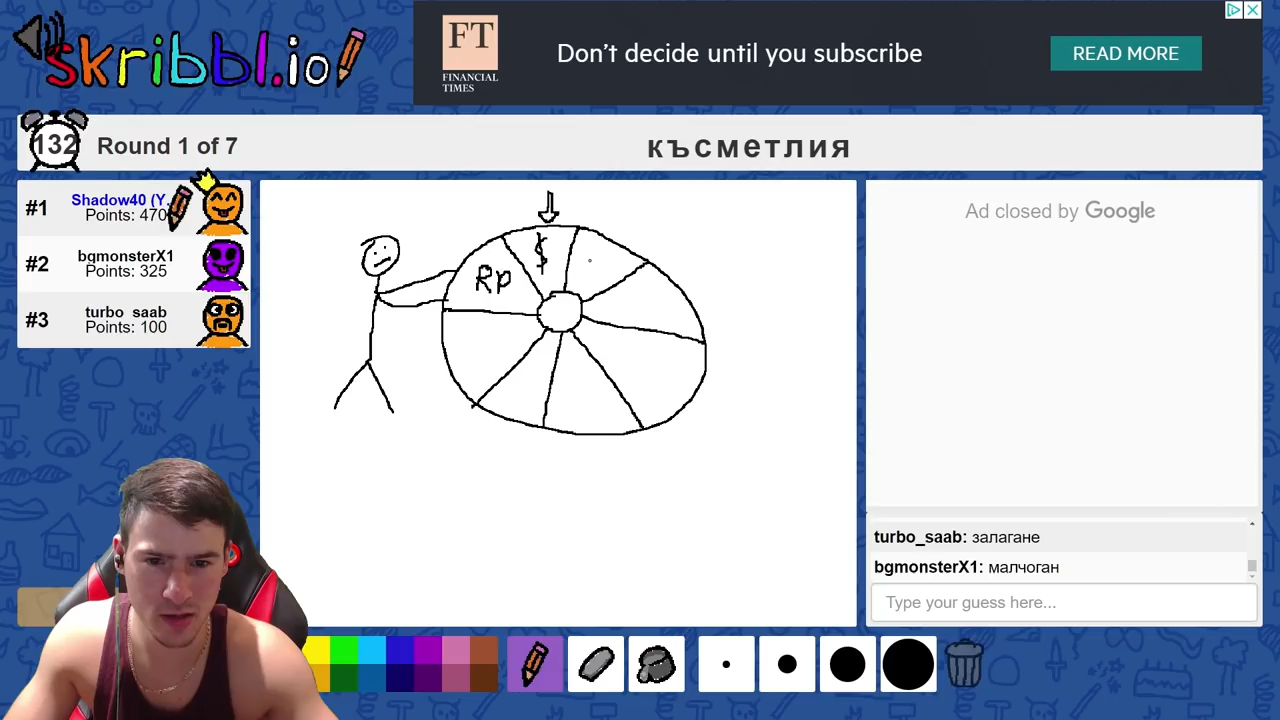 skribbl.io
FT
FINANCIAL
TIMES
Don't decide until you subscribe
READ MORE
132
Round 1 of 7
късметлия
#1
Shadow40 (Y
Points: 470
#2
bgmonsterX1
Points: 325
#3
turbo_saab
Points: 100
Rp
$
Ad closed by Google
turbo_saab: залагане
bgmonsterX1: малчоган
Type your guess here...